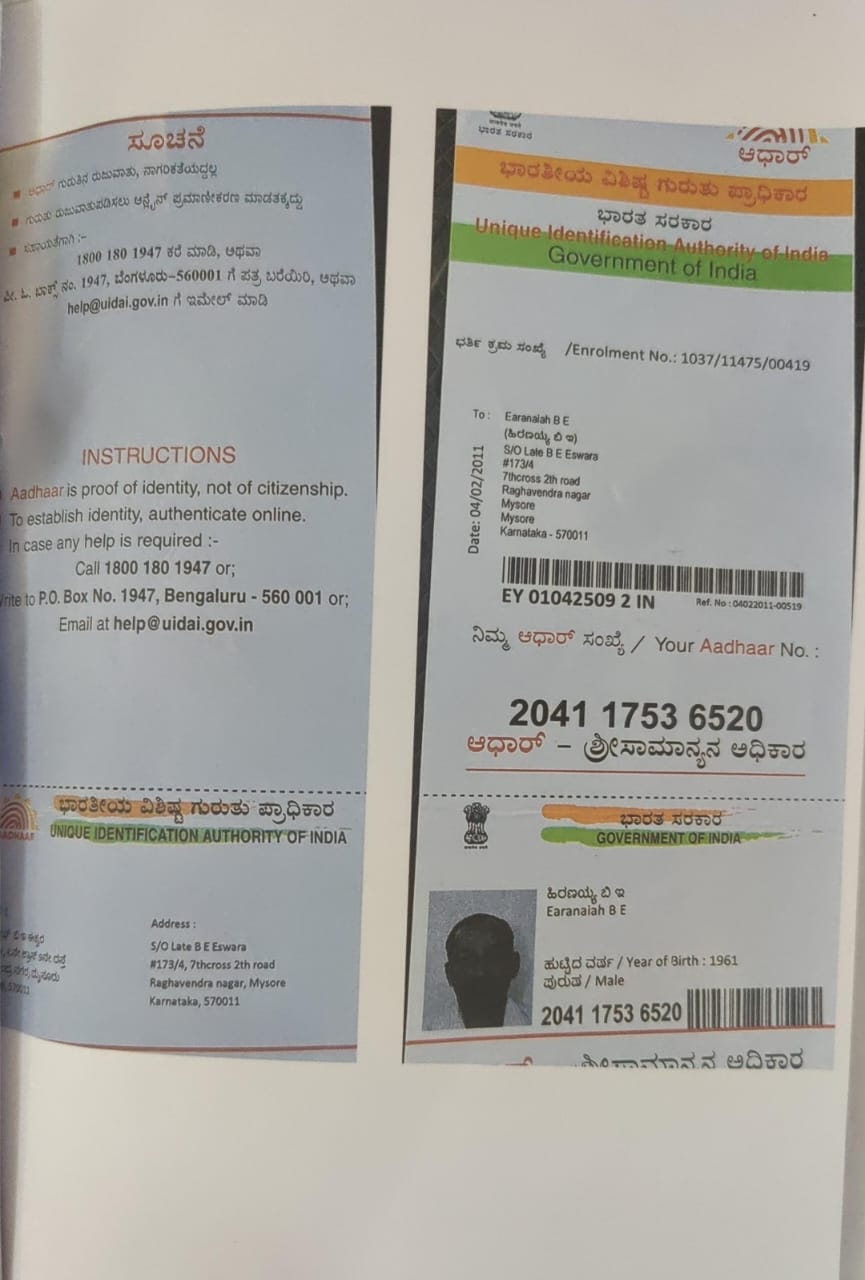 ಸೂಚನೆ
ಆಧಾರ್ ಗುರುತಿನ ರುಜುವಾತು, ನಾಗರಿಕತೆಯದ್ದಲ್ಲ
ಗುರುತು ರುಜುವಾತುಪಡಿಸಲು ಆನ್ಲೈನ್ ಪ್ರಮಾಣೀಕರಣ ಮಾಡತಕ್ಕದ್ದು
ಸಹಾಯಕ್ಕಾಗಿ :-
1800 180 1947 ಕರೆ ಮಾಡಿ, ಅಥವಾ
ಪೀ. ಓ. ಬಾಕ್ಸ್ ನಂ. 1947, ಬೆಂಗಳೂರು-560001 ಗೆ ಪತ್ರ ಬರೆಯಿರಿ, ಅಥವಾ
help@uidai.gov.in ಗೆ ಇಮೇಲ್ ಮಾಡಿ
INSTRUCTIONS
Aadhaar is proof of identity, not of citizenship.
To establish identity, authenticate online.
In case any help is required :-
Call 1800 180 1947 or;
Write to P.O. Box No. 1947, Bengaluru - 560 001 or;
Email at help@uidai.gov.in
ಭಾರತೀಯ ವಿಶಿಷ್ಟ ಗುರುತು ಪ್ರಾಧಿಕಾರ
AADHAAR
UNIQUE IDENTIFICATION AUTHORITY OF INDIA
Address :
S/O Late B E Eswara
#173/4, 7thcross 2th road
Raghavendra nagar, Mysore
Karnataka, 570011
ಭಾರತ ಸರಕಾರ
ಆಧಾರ್
ಭಾರತೀಯ ವಿಶಿಷ್ಟ ಗುರುತು ಪ್ರಾಧಿಕಾರ
ಭಾರತ ಸರಕಾರ
Unique Identification Authority of India
Government of India
ಭರ್ತಿ ಕ್ರಮ ಸಂಖ್ಯೆ /Enrolment No.: 1037/11475/00419
To :
Earanaiah B E
(ಹಿರಣಯ್ಯ ಬಿ ಇ)
S/O Late B E Eswara
#173/4
7thcross 2th road
Raghavendra nagar
Mysore
Mysore
Karnataka - 570011
Date: 04/02/2011
EY 01042509 2 IN
Ref. No : 04022011-00519
ನಿಮ್ಮ ಆಧಾರ್ ಸಂಖ್ಯೆ / Your Aadhaar No. :
2041 1753 6520
ಆಧಾರ್ - ಶ್ರೀಸಾಮಾನ್ಯನ ಅಧಿಕಾರ
ಭಾರತ ಸರಕಾರ
GOVERNMENT OF INDIA
ಹಿರಣಯ್ಯ ಬಿ ಇ
Earanaiah B E
ಹುಟ್ಟಿದ ವರ್ಷ / Year of Birth : 1961
ಪುರುಷ / Male
2041 1753 6520
ಶ್ರೀಸಾಮಾನ್ಯನ ಅಧಿಕಾರ